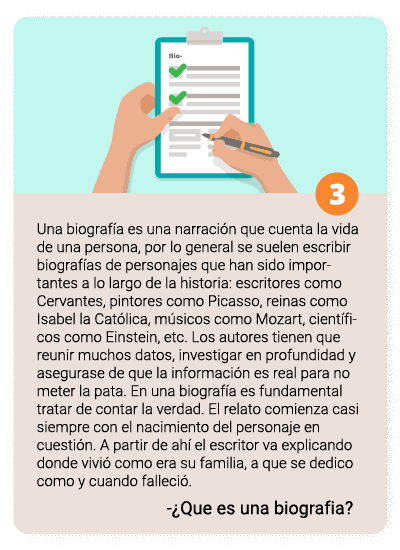 Bio-
3
Una biografía es una narración que cuenta la vida
de una persona, por lo general se suelen escribir
biografías de personajes que han sido impor-
tantes a lo largo de la historia: escritores como
Cervantes, pintores como Picasso, reinas como
Isabel la Católica, músicos como Mozart, científi-
cos como Einstein, etc. Los autores tienen que
reunir muchos datos, investigar en profundidad y
asegurase de que la información es real para no
meter la pata. En una biografía es fundamental
tratar de contar la verdad. El relato comienza casi
siempre con el nacimiento del personaje en
cuestión. A partir de ahí el escritor va explicando
donde vivió como era su familia, a que se dedico
como y cuando falleció.
-¿Que es una biografia?